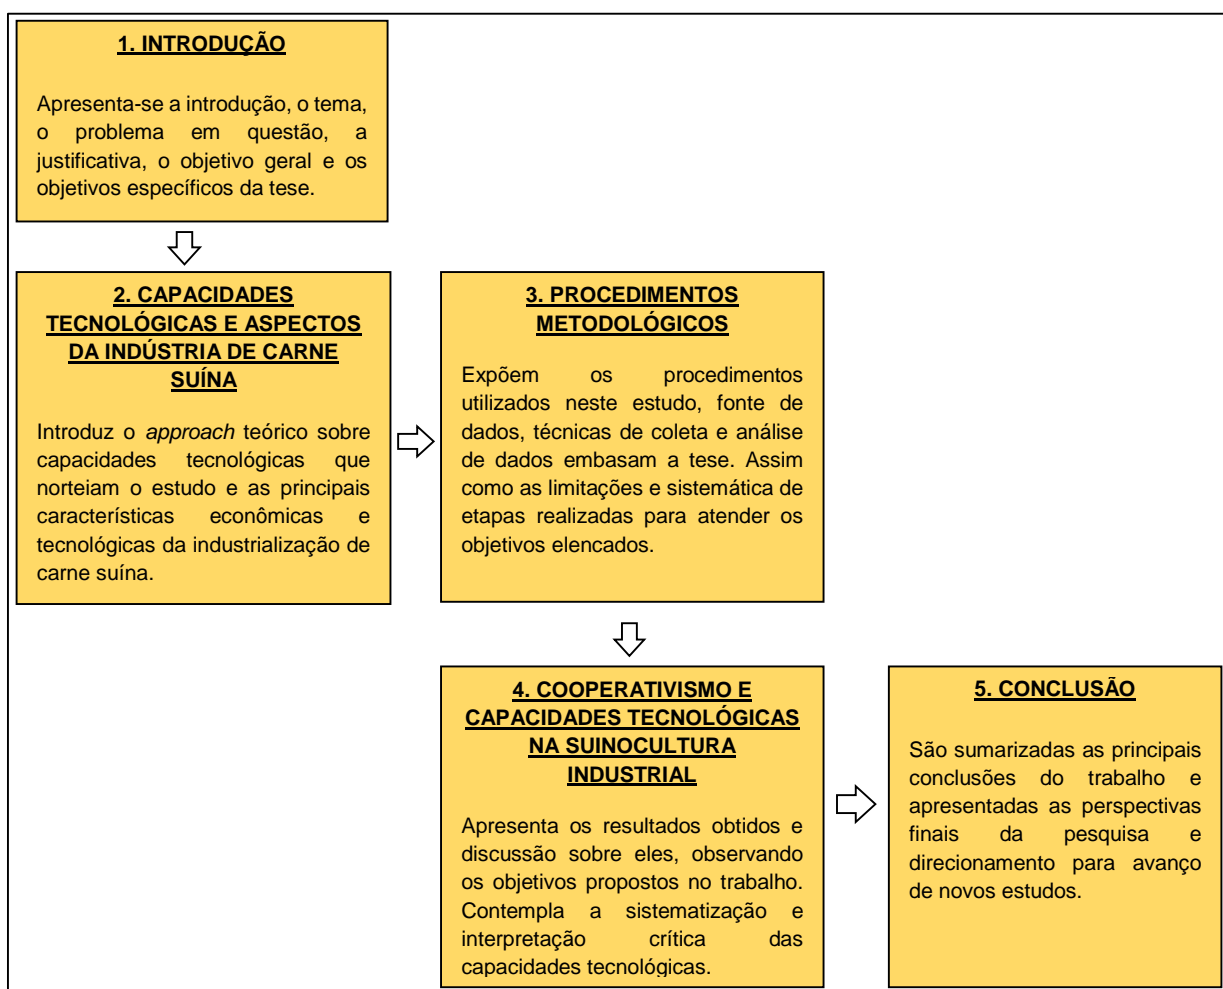 1. INTRODUÇÃO
Apresenta-se a introdução, o tema,
o problema em questão, a
justificativa, o objetivo geral e os
objetivos específicos da tese.
2. CAPACIDADES
TECNOLÓGICAS E ASPECTOS
DA INDÚSTRIA DE CARNE
SUÍNA
Introduz o approach teórico sobre
capacidades tecnológicas que
norteiam o estudo e as principais
características econômicas e
tecnológicas da industrialização de
carne suína.
3. PROCEDIMENTOS
METODOLÓGICOS
Expõem os procedimentos
utilizados neste estudo, fonte de
dados, técnicas de coleta e análise
de dados embasam a tese. Assim
como as limitações e sistemática de
etapas realizadas para atender os
objetivos elencados.
4. COOPERATIVISMO E
CAPACIDADES TECNOLÓGICAS
NA SUINOCULTURA
INDUSTRIAL
Apresenta os resultados obtidos e
discussão sobre eles, observando
os objetivos propostos no trabalho.
Contempla a sistematização e
interpretação crítica das
capacidades tecnológicas.
5. CONCLUSÃO
São sumarizadas as principais
conclusões do trabalho e
apresentadas as perspectivas
finais da pesquisa e
direcionamento para avanço
de novos estudos.